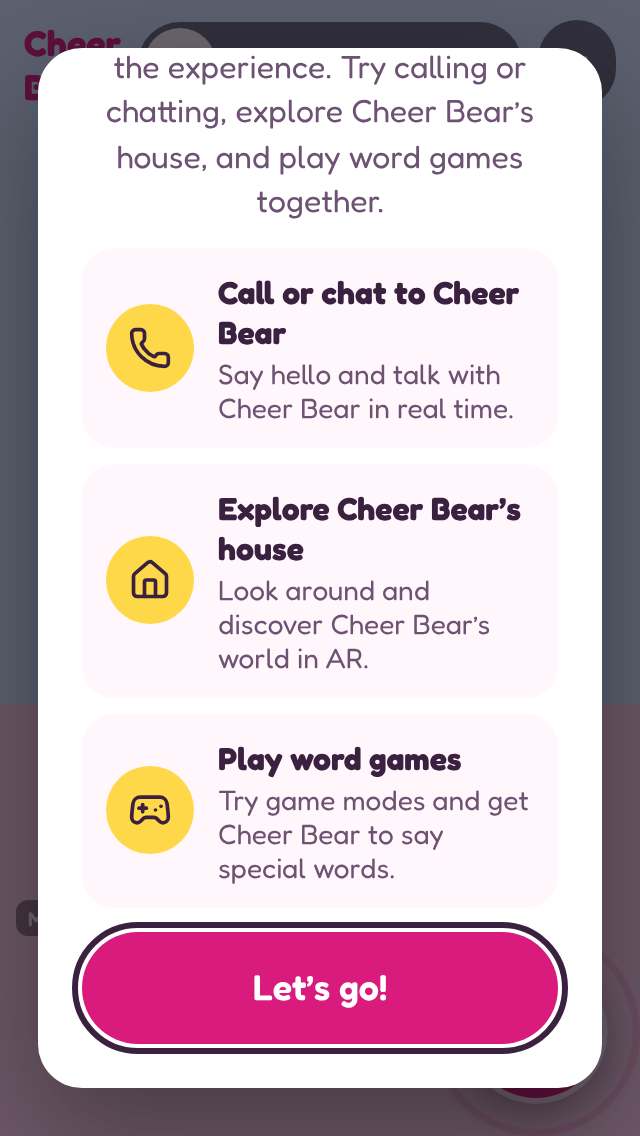 Cheer
the experience. Try calling or
chatting, explore Cheer Bear’s
house, and play word games
together.
Call or chat to Cheer
Bear
Say hello and talk with
Cheer Bear in real time.
Explore Cheer Bear’s
house
Look around and
discover Cheer Bear’s
world in AR.
Play word games
Try game modes and get
Cheer Bear to say
special words.
Let’s go!